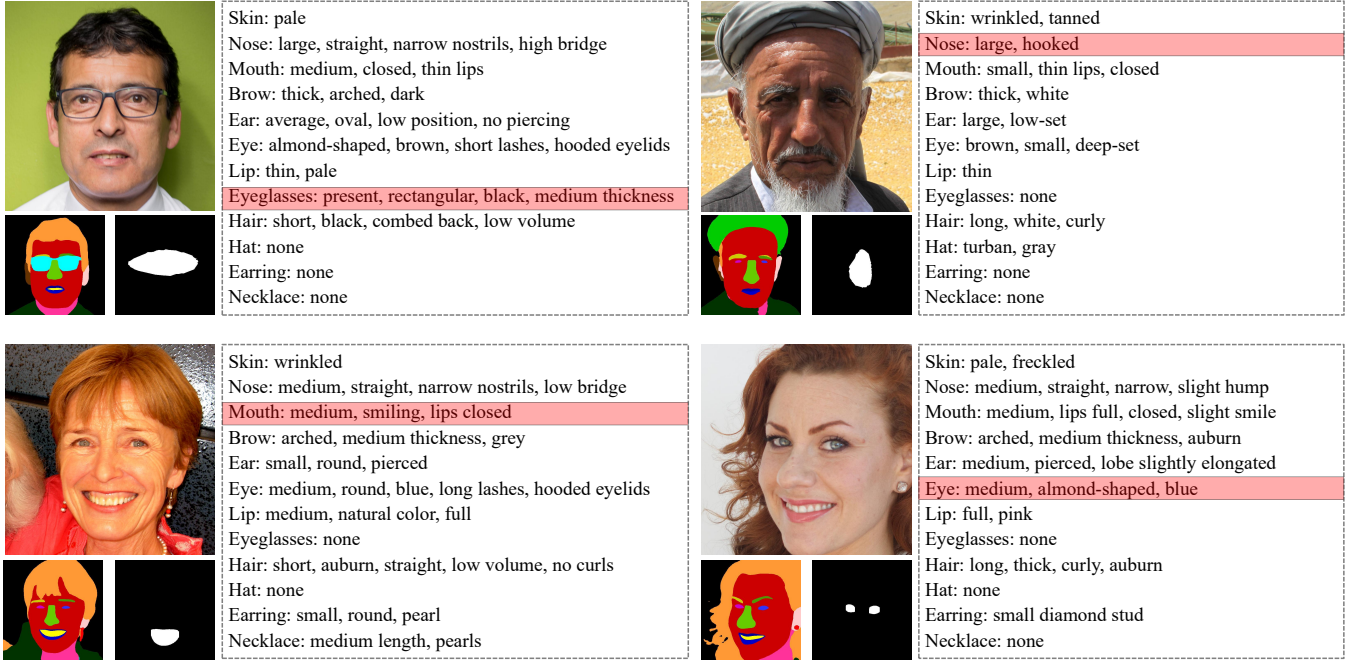 Skin: pale
Nose: large, straight, narrow nostrils, high bridge
Mouth: medium, closed, thin lips
Brow: thick, arched, dark
Ear: average, oval, low position, no piercing
Eye: almond-shaped, brown, short lashes, hooded eyelids
Lip: thin, pale
Eyeglasses: present, rectangular, black, medium thickness
Hair: short, black, combed back, low volume
Hat: none
Earring: none
Necklace: none
Skin: wrinkled, tanned
Nose: large, hooked
Mouth: small, thin lips, closed
Brow: thick, white
Ear: large, low-set
Eye: brown, small, deep-set
Lip: thin
Eyeglasses: none
Hair: long, white, curly
Hat: turban, gray
Earring: none
Necklace: none
Skin: wrinkled
Nose: medium, straight, narrow nostrils, low bridge
Mouth: medium, smiling, lips closed
Brow: arched, medium thickness, grey
Ear: small, round, pierced
Eye: medium, round, blue, long lashes, hooded eyelids
Lip: medium, natural color, full
Eyeglasses: none
Hair: short, auburn, straight, low volume, no curls
Hat: none
Earring: small, round, pearl
Necklace: medium length, pearls
Skin: pale, freckled
Nose: medium, straight, narrow, slight hump
Mouth: medium, lips full, closed, slight smile
Brow: arched, medium thickness, auburn
Ear: medium, pierced, lobe slightly elongated
Eye: medium, almond-shaped, blue
Lip: full, pink
Eyeglasses: none
Hair: long, thick, curly, auburn
Hat: none
Earring: small diamond stud
Necklace: none